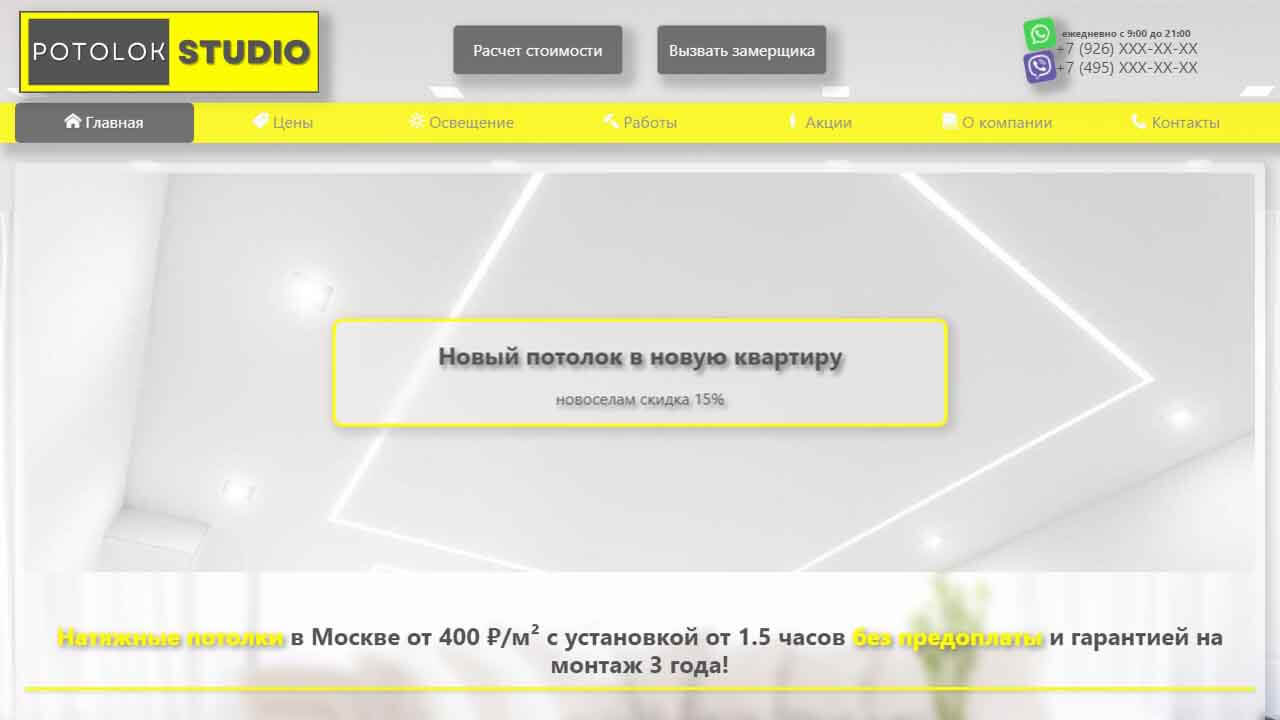 POTOLOK STUDIO
Расчет стоимости
Вызвать замерщика
ежедневно с 9:00 до 21:00
+7 (926) XXX-XX-XX
+7 (495) XXX-XX-XX
Главная
Цены
Освещение
Работы
Акции
О компании
Контакты
Новый потолок в новую квартиру
новоселам скидка 15%
Натяжные потолки в Москве от 400 ₽/м² с установкой от 1.5 часов без предоплаты и гарантией на
монтаж 3 года!